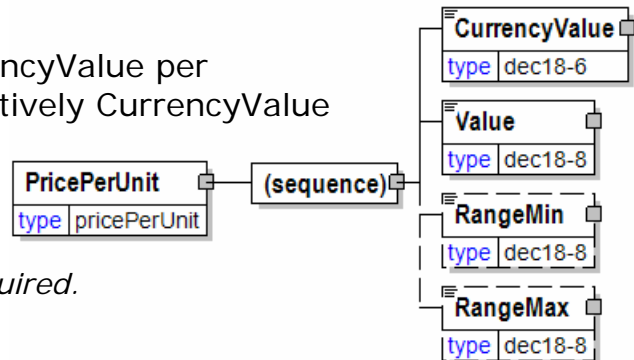 CurrencyValue
type dec18-6
ncyValue per
tively CurrencyValue
Value
type dec18-8
PricePerUnit
type pricePerUnit
(sequence)
RangeMin
type dec18-8
uired.
RangeMax
type dec18-8